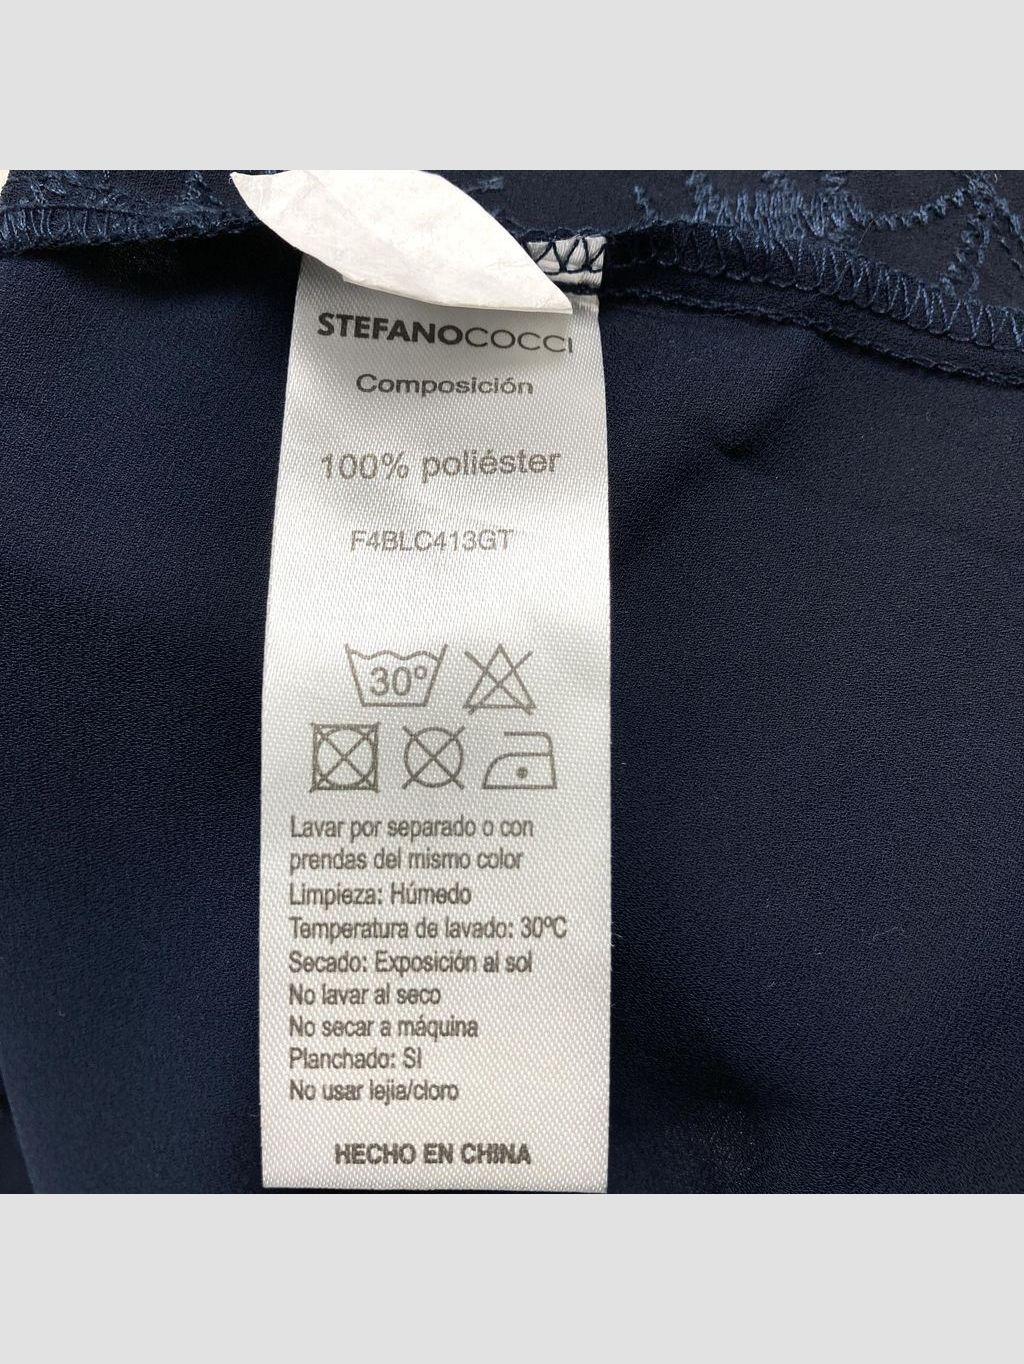 STEFANOCOCCI
Composición
100% poliéster
F4BLC413GT
30º
Lavar por separado o con
prendas del mismo color
Limpieza: Húmedo
Temperatura de lavado: 30ºC
Secado: Exposición al sol
No lavar al seco
No secar a máquina
Planchado: SI
No usar lejia/cloro
HECHO EN CHINA